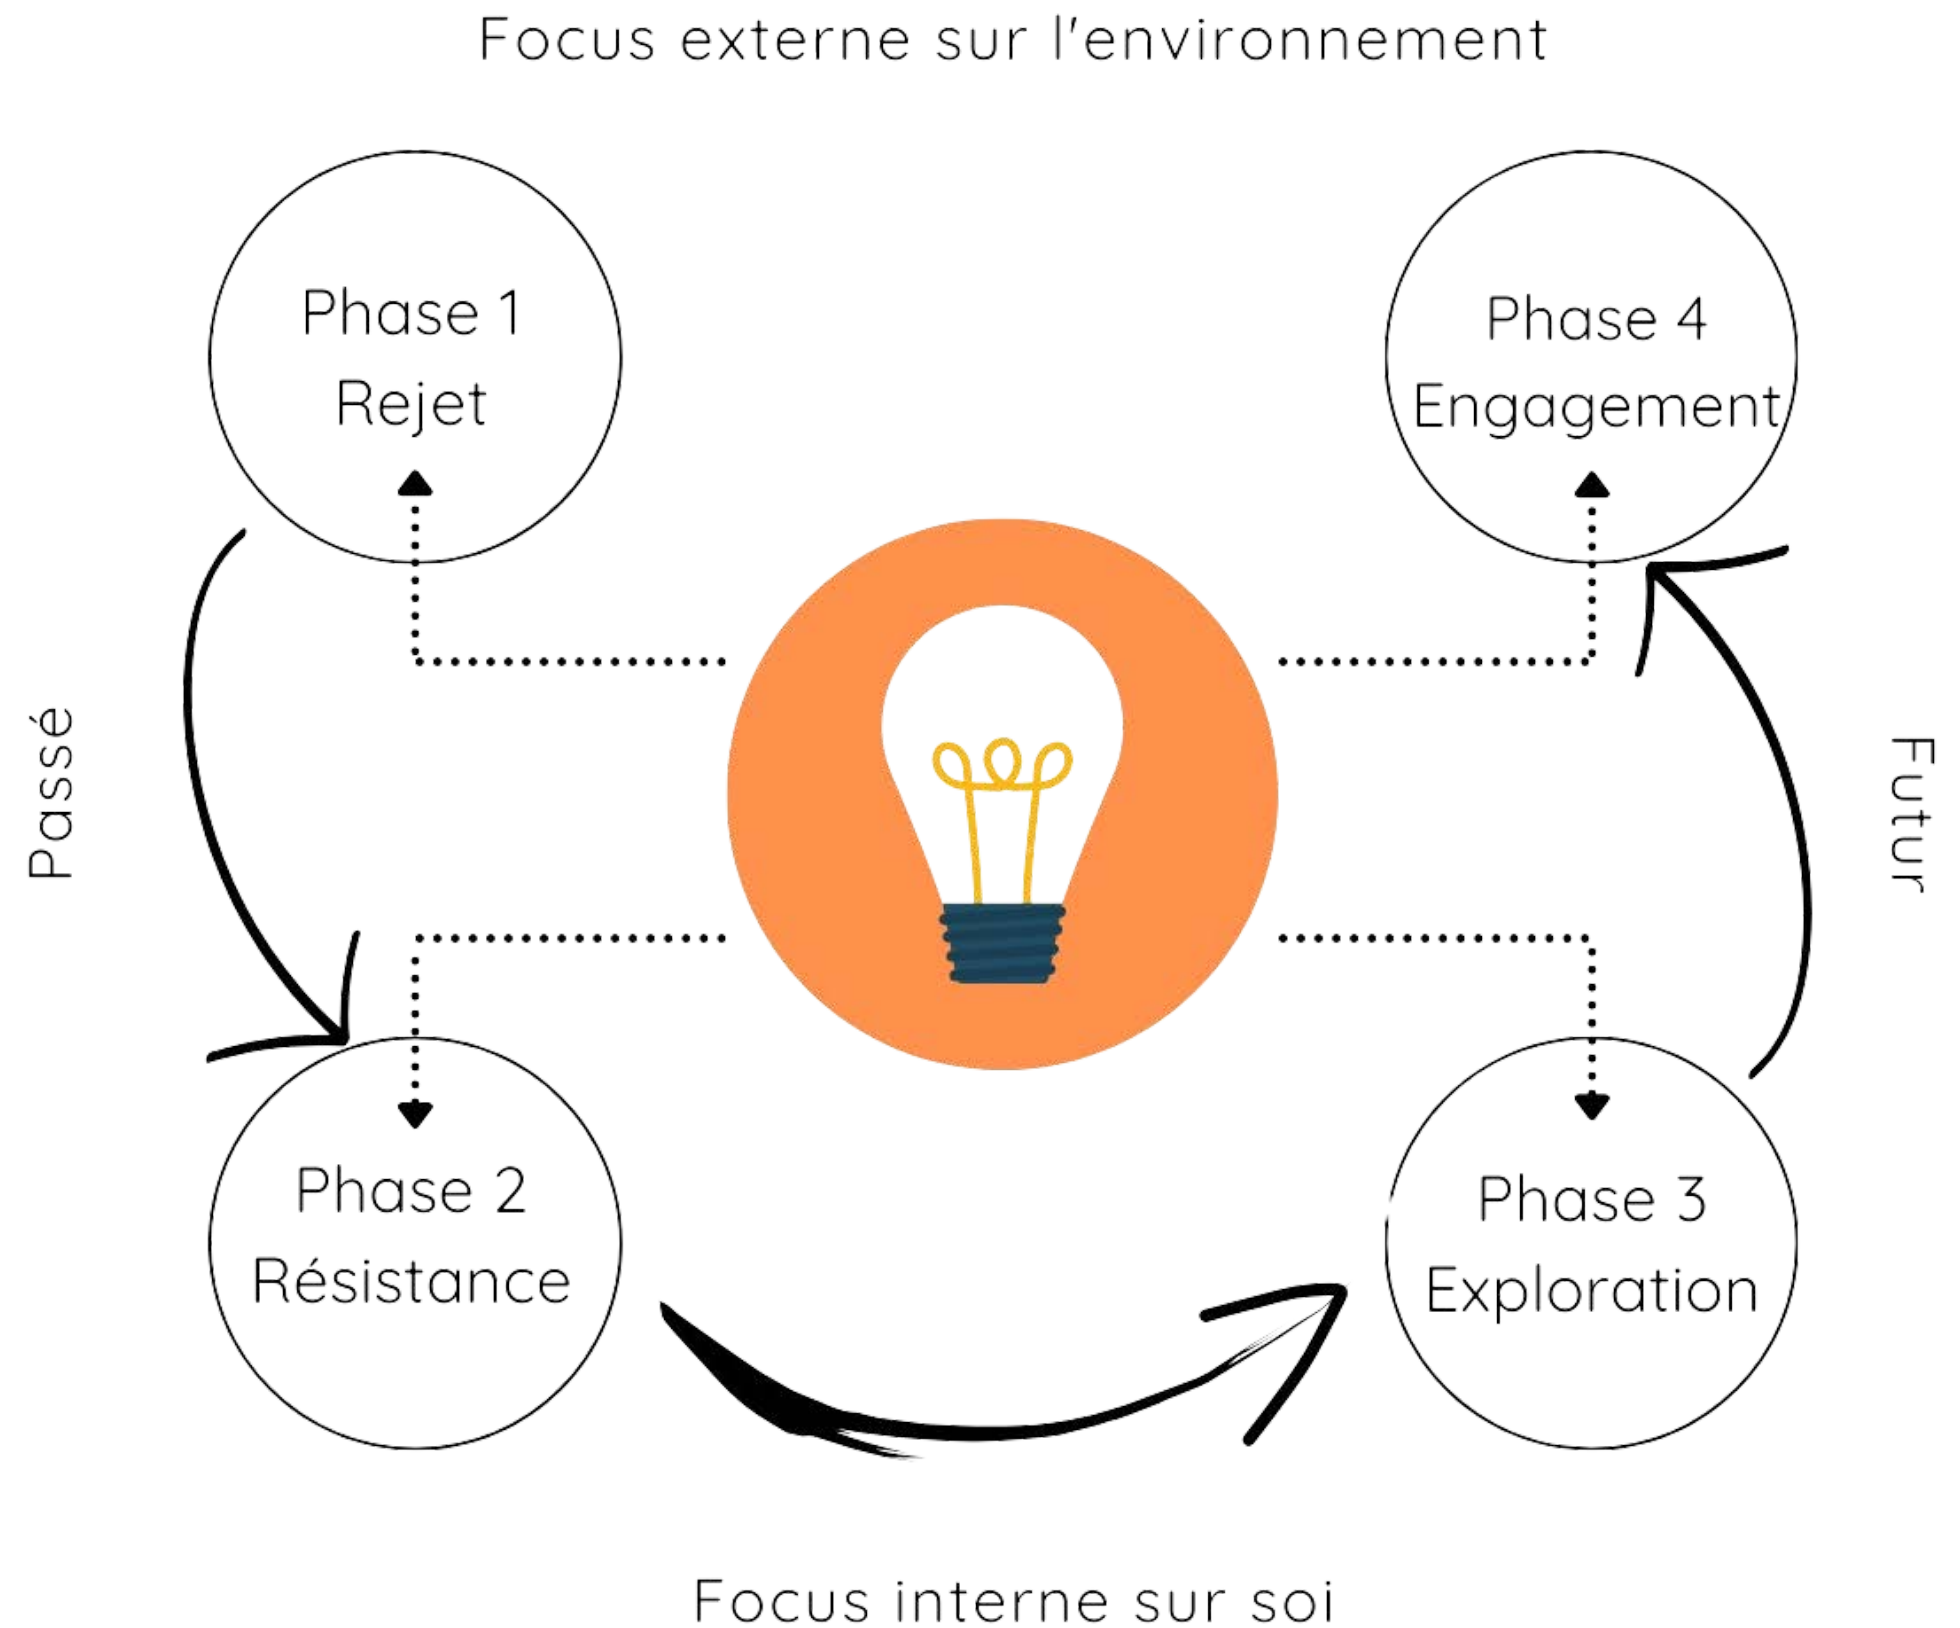 Focus externe sur l'environnement
Phase 1
Rejet
Phase 4
Engagement
Passé
Futur
Phase 2
Résistance
Phase 3
Exploration
Focus interne sur soi